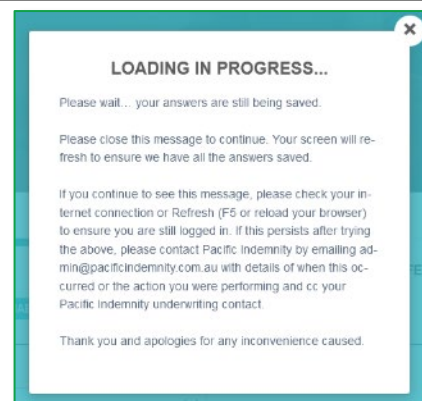 LOADING IN PROGRESS...
Please wait... your answers are still being saved.
Please close this message to continue. Your screen will re-
fresh to ensure we have all the answers saved.
If you continue to see this message, please check your in-
ternet connection or Refresh (F5 or reload your browser)
to ensure you are still logged in. If this persists after trying
the above, please contact Pacific Indemnity by emailing ad-
min@pacificindemnity.com.au with details of when this oc-
curred or the action you were performing and cc your
Pacific Indemnity underwriting contact.
Thank you and apologies for any inconvenience caused.